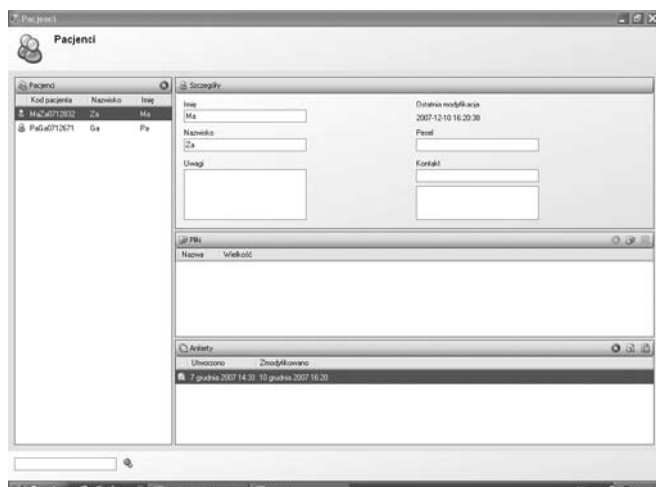 Pacjenci
Pacjenci
Pacjenci
Kod pacjenta Nazwisko Imię
MaZa0712832 Za Ma
PaGa0712671 Ga Pa
Szczegóły
Imię
Ma
Ostatnia modyfikacja
2007-12-10 16:20:38
Nazwisko
Za
Pesel
Uwagi
Kontakt
Pliki
Nazwa Wielkość
Ankiety
Utworzono Zmodyfikowano
7 grudnia 2007 14:30 10 grudnia 2007 16:20